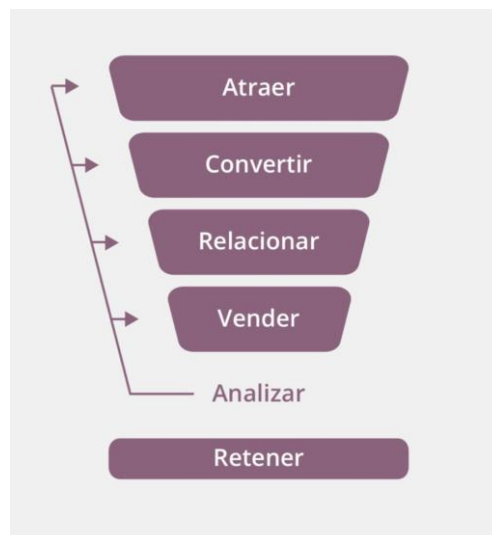 Atraer
Convertir
Relacionar
Vender
Analizar
Retener